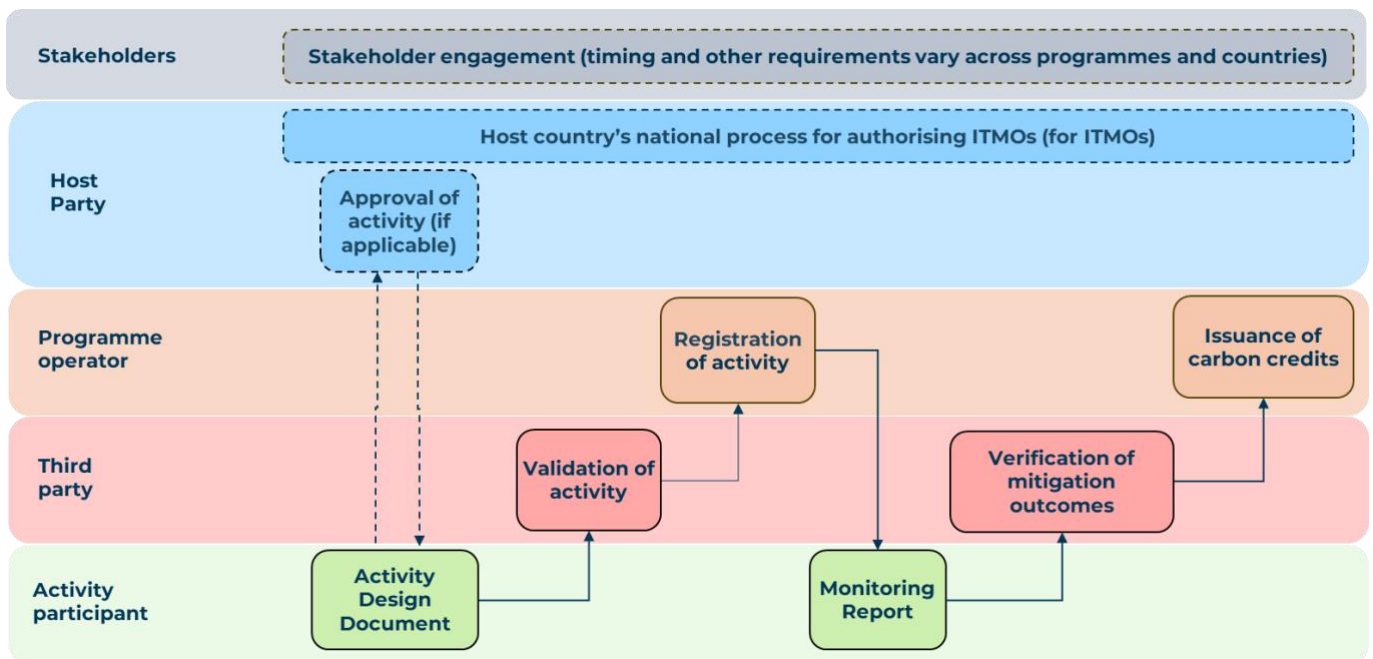 Stakeholders
Stakeholder engagement (timing and other requirements vary across programmes and countries)
Host country's national process for authorising ITMOs (for ITMOs)
Host
Party
Approval of
activity (if
applicable)
Programme
operator
Registration
of activity
Issuance of
carbon credits
Third
party
Validation of
activity
Verification of
mitigation
outcomes
Activity
participant
Activity
Design
Document
Monitoring
Report